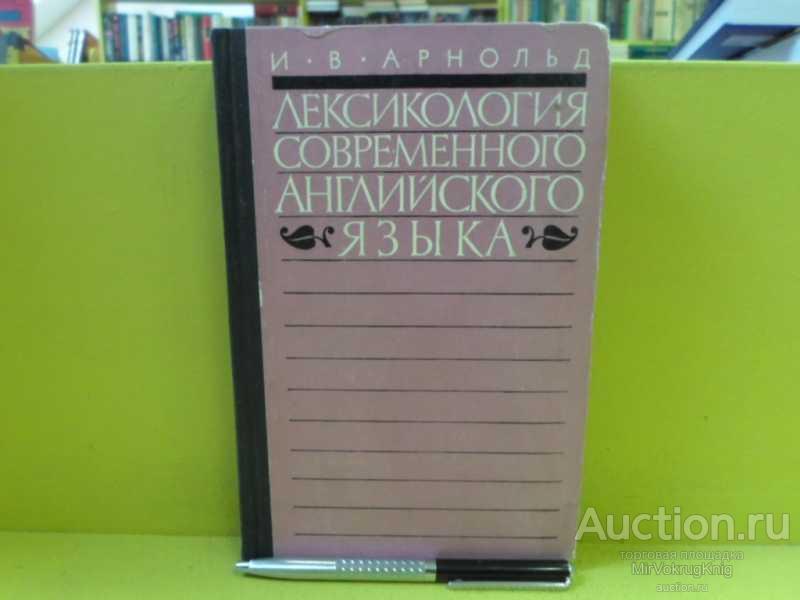 И · В · АРНОЛЬД
ЛЕКСИКОЛОГИЯ
СОВРЕМЕННОГО
АНГЛИЙСКОГО
ЯЗЫКА
Auction.ru
торговая площадка
MirVokrugKnig
auction.ru